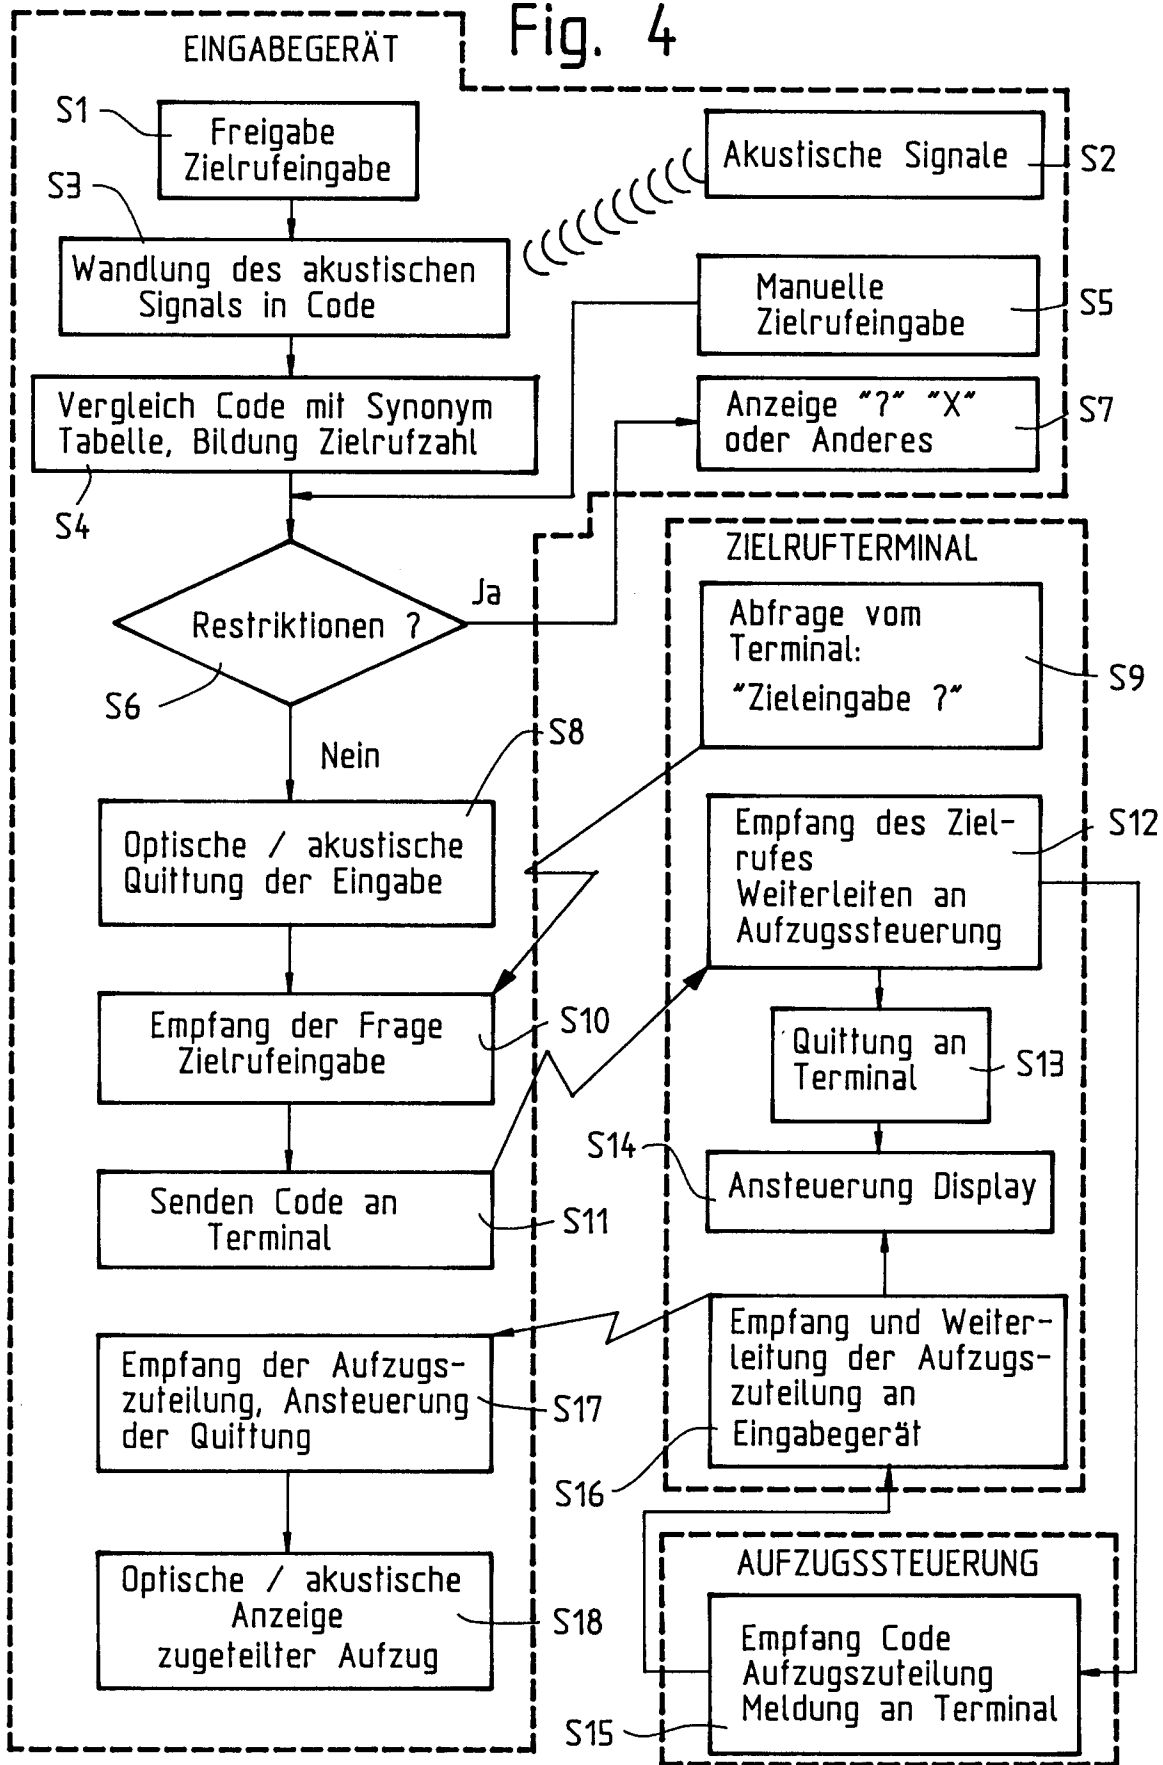 Fig. 4
EINGABEGERÄT
S1
Freigabe
Zielrufeingabe
Akustische Signale
S2
S3
Wandlung des akustischen
Signals in Code
Manuelle
Zielrufeingabe
S5
Vergleich Code mit Synonym
Tabelle, Bildung Zielrufzahl
S4
Anzeige "?" "X"
oder Anderes
S7
Restriktionen ?
Ja
S6
Nein
ZIELRUFTERMINAL
Abfrage vom
Terminal:
"Zieleingabe ?"
S9
S8
Optische / akustische
Quittung der Eingabe
Empfang des Ziel-
rufes
Weiterleiten an
Aufzugssteuerung
S12
Empfang der Frage
Zielrufeingabe
S10
Quittung an
Terminal
S13
Senden Code an
Terminal
S11
S14
Ansteuerung Display
Empfang der Aufzugs-
zuteilung, Ansteuerung
der Quittung
S17
Empfang und Weiter-
leitung der Aufzugs-
zuteilung an
Eingabegerät
S16
Optische / akustische
Anzeige
zugeteilter Aufzug
S18
AUFZUGSSTEUERUNG
Empfang Code
Aufzugszuteilung
Meldung an Terminal
S15